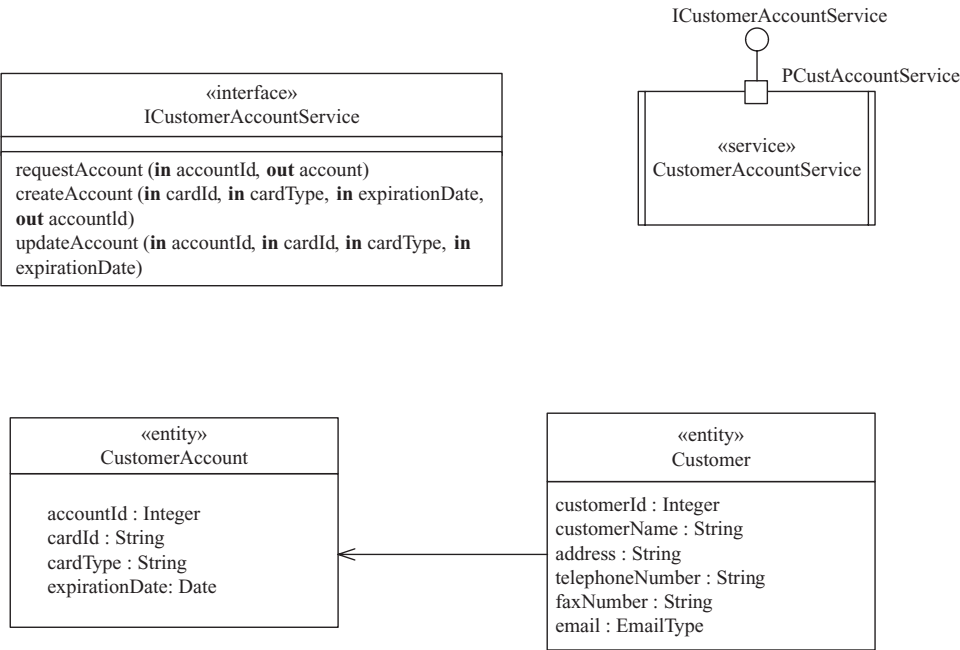 ICustomerAccountService
PCustAccountService
«interface»
ICustomerAccountService
requestAccount (in accountId, out account)
createAccount (in cardId, in cardType, in expirationDate,
out accountId)
updateAccount (in accountId, in cardId, in cardType, in
expirationDate)
«service»
CustomerAccountService
«entity»
CustomerAccount
accountId : Integer
cardId : String
cardType : String
expirationDate: Date
«entity»
Customer
customerId : Integer
customerName : String
address : String
telephoneNumber : String
faxNumber : String
email : EmailType